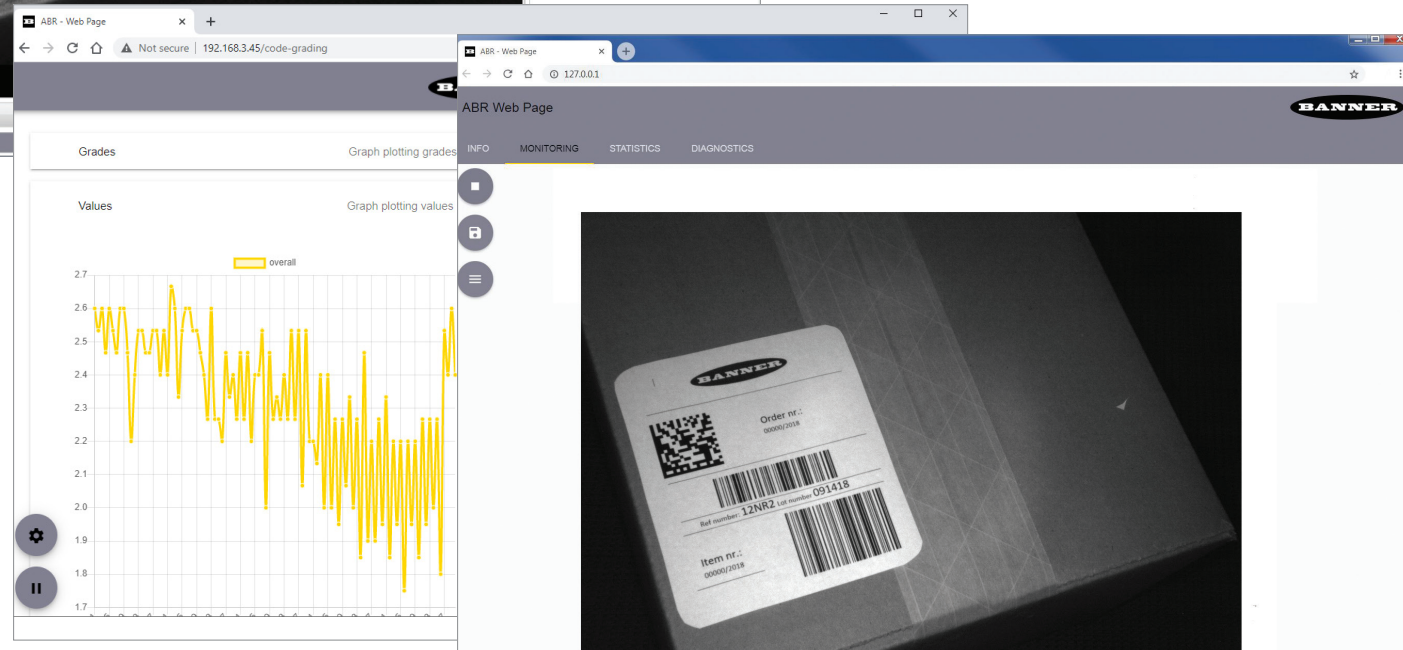 ABR - Web Page
Not secure 192.168.3.45/code-grading
Grades Graph plotting grades
Values Graph plotting values
overall
2.7
2.6
2.5
2.4
2.3
2.2
2.1
2.0
1.9
1.8
1.7
ABR - Web Page
127.0.0.1
ABR Web Page
BANNER
INFO MONITORING STATISTICS DIAGNOSTICS
BANNER
Order nr.:
00000/2018
Ref number: 12NR2 Lot number 091418
Item nr.:
00000/2018